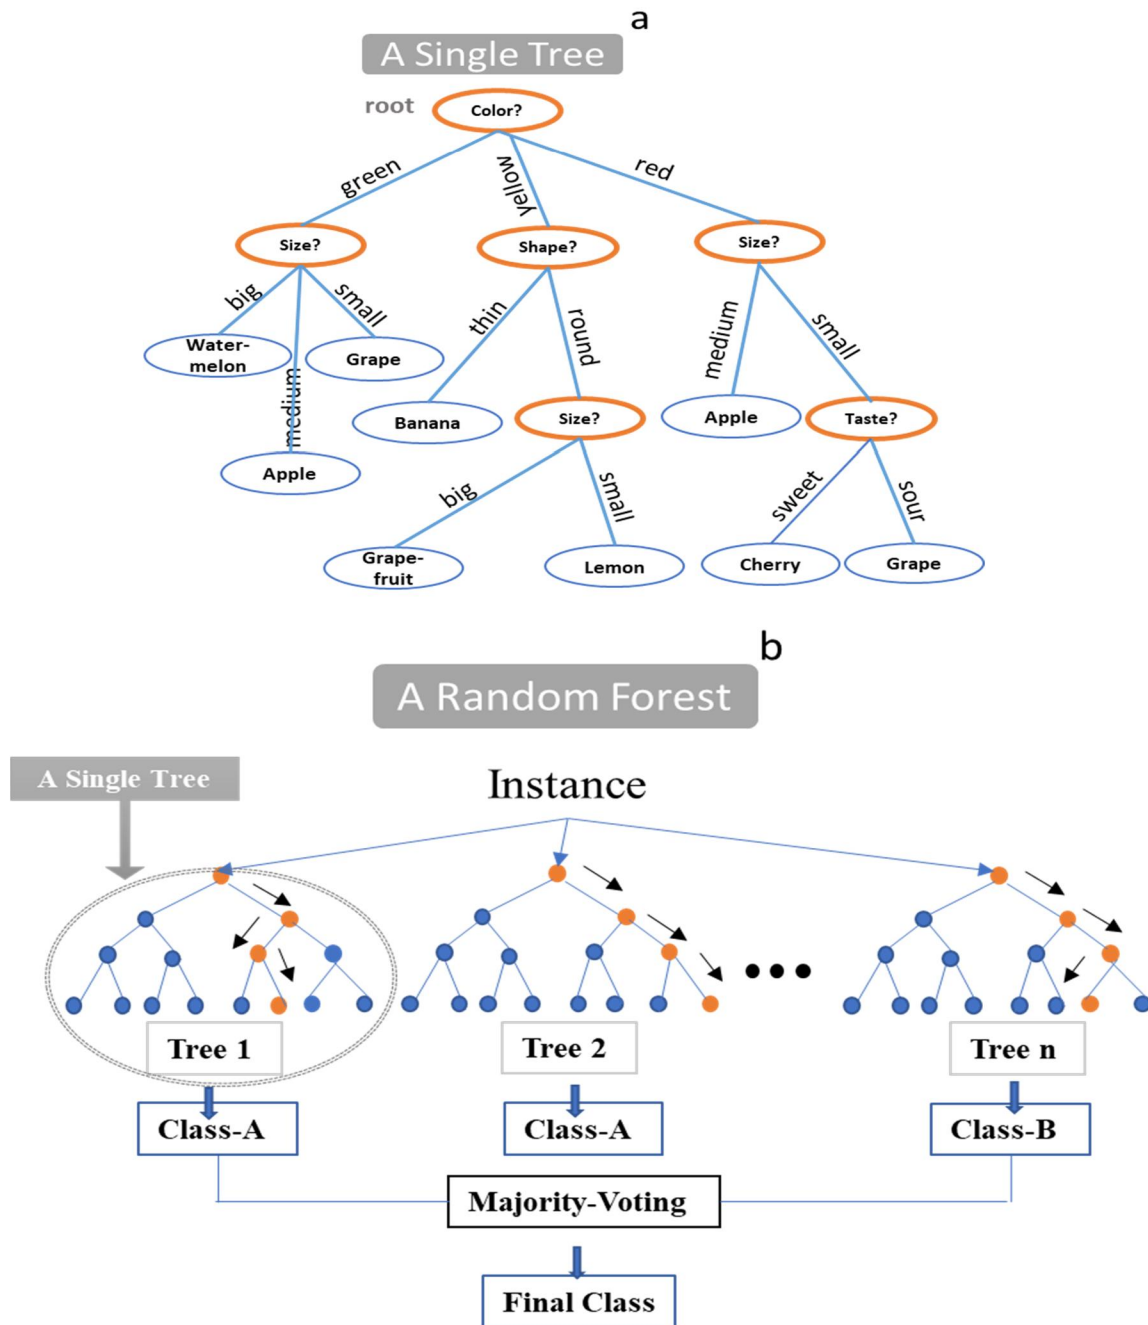 a
A Single Tree
root
Color?
green
yellow
red
Size?
Shape?
Size?
big
medium
small
thin
round
medium
small
Water-
melon
Grape
Apple
Banana
Size?
Apple
Taste?
big
small
sweet
sour
Grape-
fruit
Lemon
Cherry
Grape
b
A Random Forest
A Single Tree
Instance
Tree 1
Tree 2
Tree n
Class-A
Class-A
Class-B
Majority-Voting
Final Class